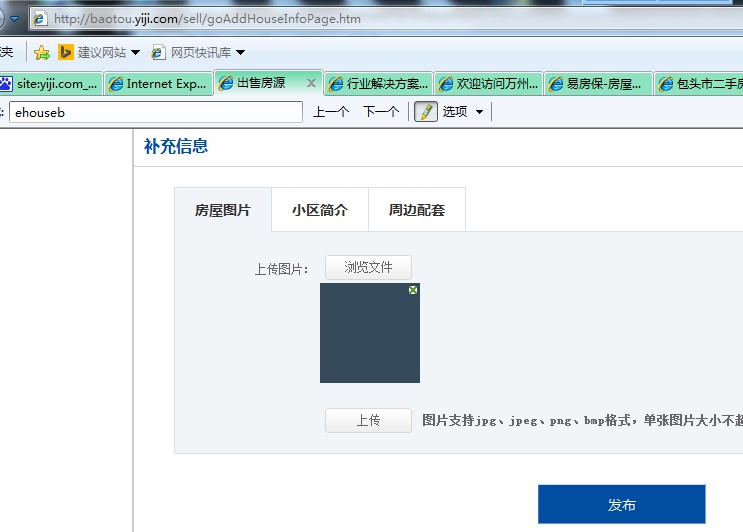 http://baotou.yiji.com/sell/goAddHouseInfoPage.htm
夹 建议网站 网页快讯库
site:yiji.com_... Internet Exp... 出售房源 行业解决方案... 欢迎访问万州... 易房保-房屋... 包头市二手房
ehouseb 上一个 下一个 选项
补充信息
房屋图片 小区简介 周边配套
上传图片： 浏览文件
上传 图片支持jpg、jpeg、png、bmp格式，单张图片大小不超
发布